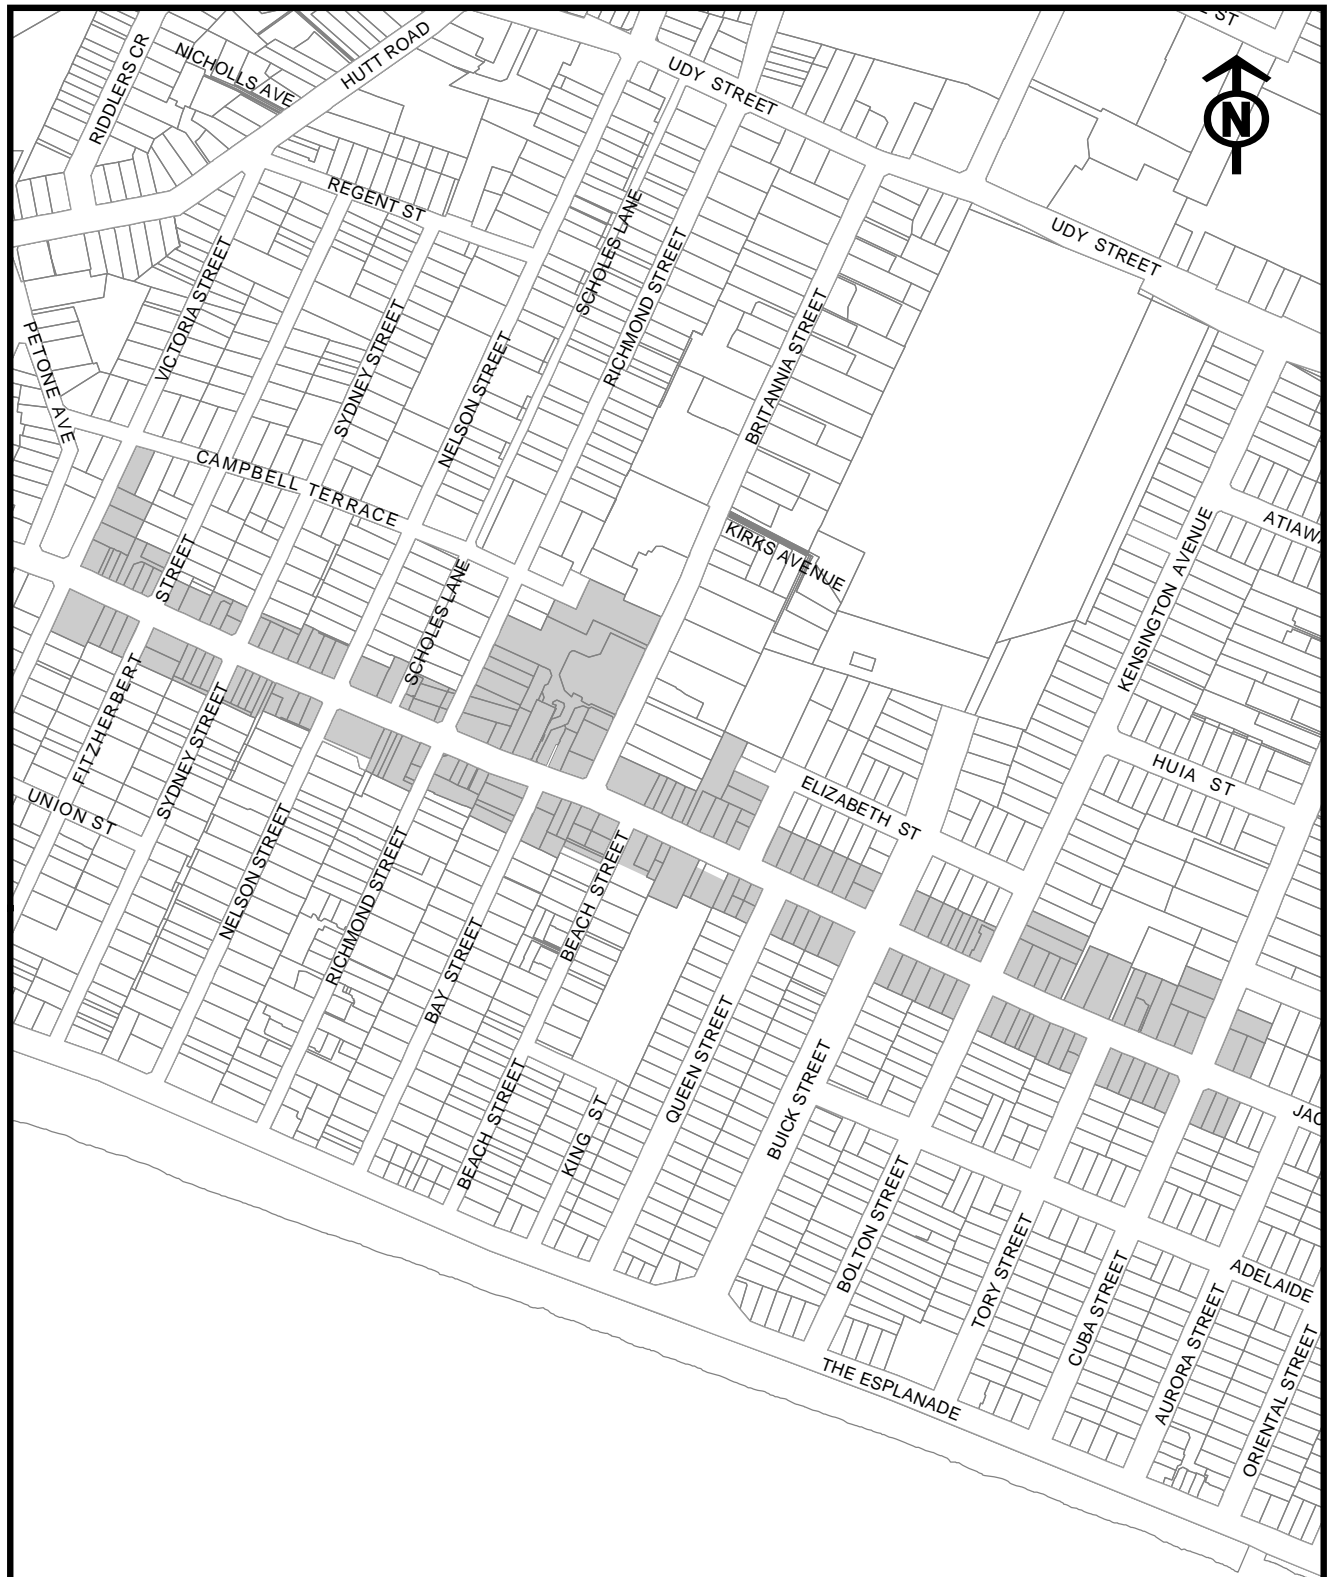 E ST
RIDDLERS CR
NICHOLLS AVE
HUTT ROAD
UDY STREET
N
REGENT ST
SCHOLES LANE
UDY STREET
VICTORIA STREET
RICHMOND STREET
SYDNEY STREET
BRITANNIA STREET
PETONE AVE
NELSON STREET
CAMPBELL TERRACE
KIRKS AVENUE
KENSINGTON AVENUE
ATIAWA
STREET
SCHOLES LANE
FITZHERBERT
SYDNEY STREET
HUIA ST
UNION ST
ELIZABETH ST
NELSON STREET
RICHMOND STREET
BEACH STREET
BAY STREET
QUEEN STREET
BUICK STREET
BEACH STREET
KING ST
JAC
BOLTON STREET
TORY STREET
CUBA STREET
ADELAIDE
AURORA STREET
ORIENTAL STREET
THE ESPLANADE